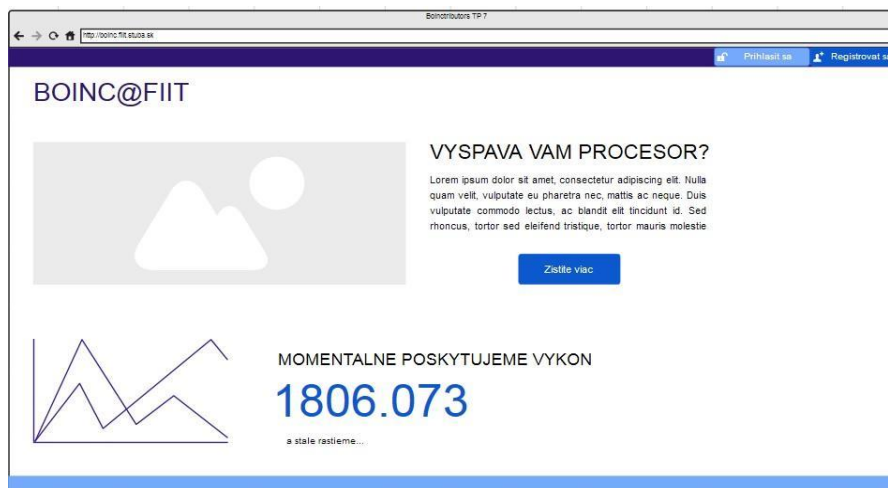 Boinctributors TP 7
http://boinc.fiit.stuba.sk
Prihlasit sa
Registrovat sa
BOINC@FIIT
VYSPAVA VAM PROCESOR?
Lorem ipsum dolor sit amet, consectetur adipiscing elit. Nulla
quam velit, vulputate eu pharetra nec, mattis ac neque. Duis
vulputate commodo lectus, ac blandit elit tincidunt id. Sed
rhoncus, tortor sed eleifend tristique, tortor mauris molestie
Zistite viac
MOMENTALNE POSKYTUJEME VYKON
1806.073
a stale rastieme...